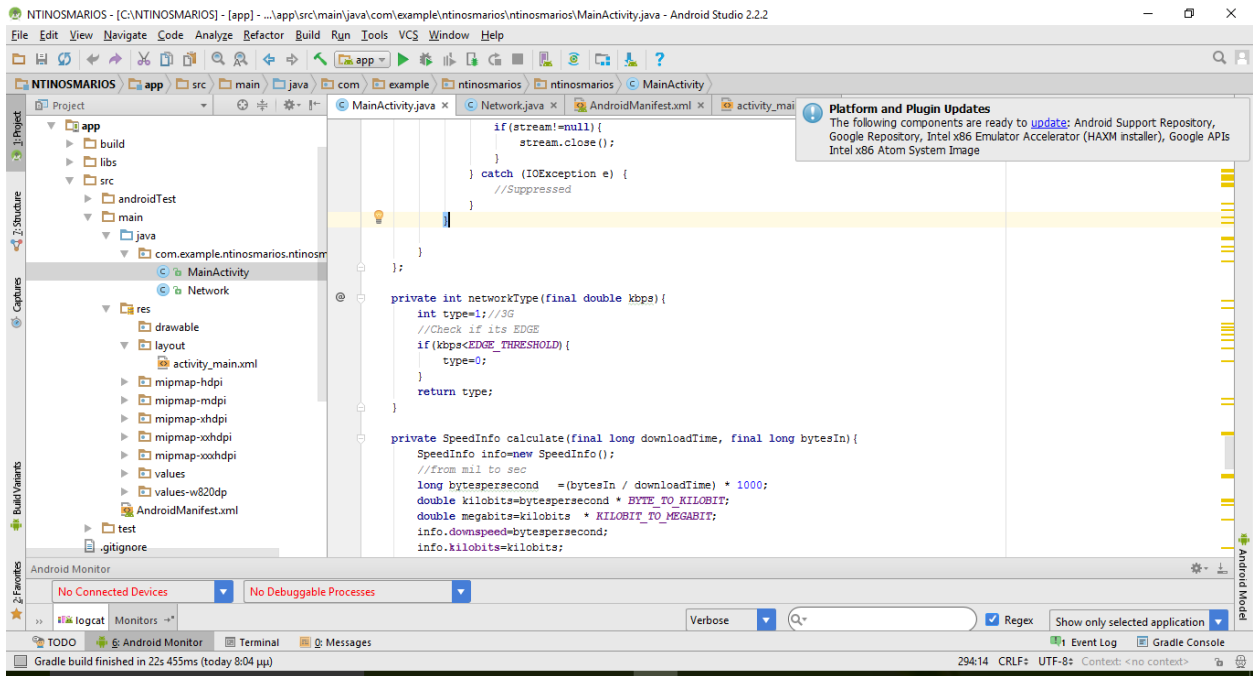 NTINOSMARIOS - [C:\NTINOSMARIOS] - [app] - ...\app\src\main\java\com\example\ntinosmarios\ntinosmarios\MainActivity.java - Android Studio 2.2.2
File Edit View Navigate Code Analyze Refactor Build Run Tools VCS Window Help
app
NTINOSMARIOS app src main java com example ntinosmarios ntinosmarios MainActivity
Project
MainActivity.java × Network.java × AndroidManifest.xml × activity_mai
Platform and Plugin Updates
The following components are ready to update: Android Support Repository,
Google Repository, Intel x86 Emulator Accelerator (HAXM installer), Google APIs
Intel x86 Atom System Image
1: Project
7: Structure
Captures
Build Variants
2: Favorites
app
build
libs
src
androidTest
main
java
com.example.ntinosmarios.ntinosm
MainActivity
Network
res
drawable
layout
activity_main.xml
mipmap-hdpi
mipmap-mdpi
mipmap-xhdpi
mipmap-xxhdpi
mipmap-xxxhdpi
values
values-w820dp
AndroidManifest.xml
test
.gitignore
if(stream!=null){
stream.close();
}
} catch (IOException e) {
//Suppressed
}
}
}
};
@
private int networkType(final double kbps){
int type=1;//3G
//Check if its EDGE
if(kbps<EDGE_THRESHOLD){
type=0;
}
return type;
}
private SpeedInfo calculate(final long downloadTime, final long bytesIn){
SpeedInfo info=new SpeedInfo();
//from mil to sec
long bytespersecond   =(bytesIn / downloadTime) * 1000;
double kilobits=bytespersecond * BYTE_TO_KILOBIT;
double megabits=kilobits  * KILOBIT_TO_MEGABIT;
info.downspeed=bytespersecond;
info.kilobits=kilobits;
Android Model
Android Monitor
No Connected Devices No Debuggable Processes
logcat Monitors Verbose Regex Show only selected application
TODO 6: Android Monitor Terminal 0: Messages 1 Event Log Gradle Console
Gradle build finished in 22s 455ms (today 8:04 μμ) 294:14 CRLF UTF-8 Context: <no context>